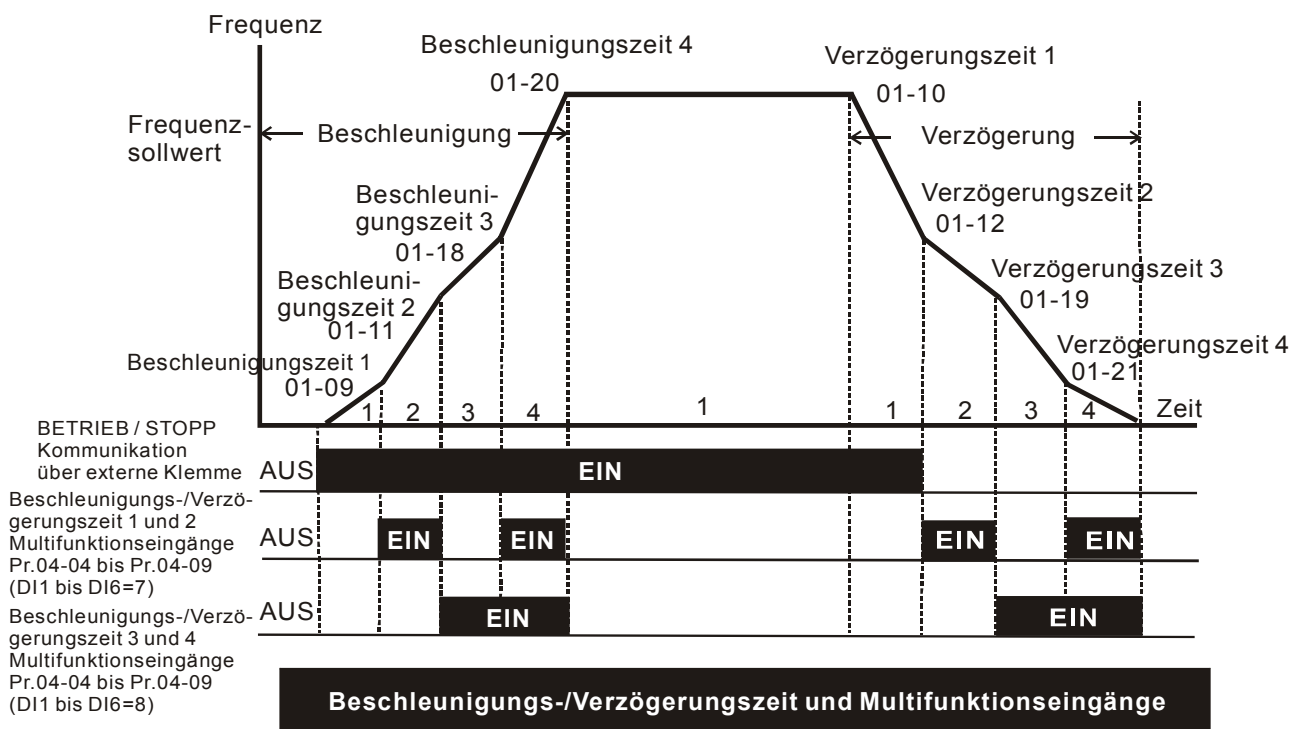 Frequenz
Beschleunigungszeit 4
01-20
Verzögerungszeit 1
01-10
Frequenz-
sollwert
Beschleunigung
Verzögerung
Beschleuni-
gungszeit 3
01-18
Verzögerungszeit 2
01-12
Beschleuni-
gungszeit 2
01-11
Verzögerungszeit 3
01-19
Beschleunigungszeit 1
01-09
Verzögerungszeit 4
01-21
1 2 3 4 1 1 2 3 4 Zeit
BETRIEB / STOPP
Kommunikation
über externe Klemme
AUS EIN
Beschleunigungs-/Verzö-
gerungszeit 1 und 2
Multifunktionseingänge
Pr.04-04 bis Pr.04-09
(DI1 bis DI6=7)
AUS EIN EIN EIN EIN
Beschleunigungs-/Verzö-
gerungszeit 3 und 4
Multifunktionseingänge
Pr.04-04 bis Pr.04-09
(DI1 bis DI6=8)
AUS EIN EIN
Beschleunigungs-/Verzögerungszeit und Multifunktionseingänge